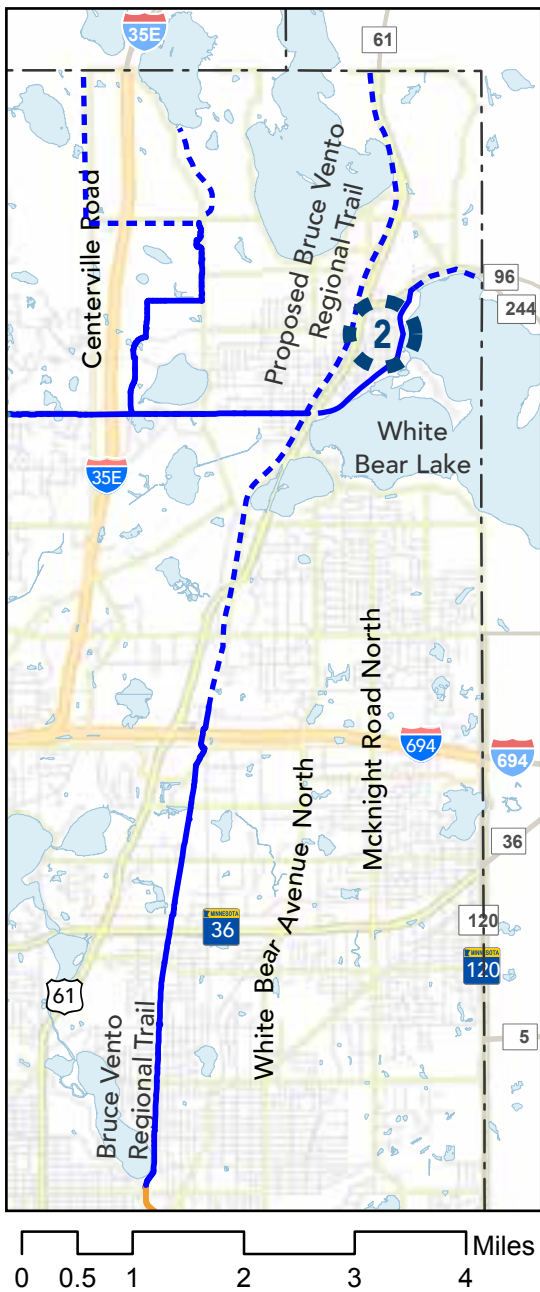 35E
61
Proposed Bruce Vento
Regional Trail
Centerville Road
96
244
2
White
Bear Lake
35E
Mcknight Road North
694
694
White Bear Avenue North
36
MINNESOTA
36
120
MINNESOTA
120
61
5
Bruce Vento
Regional Trail
Miles
0 0.5 1 2 3 4